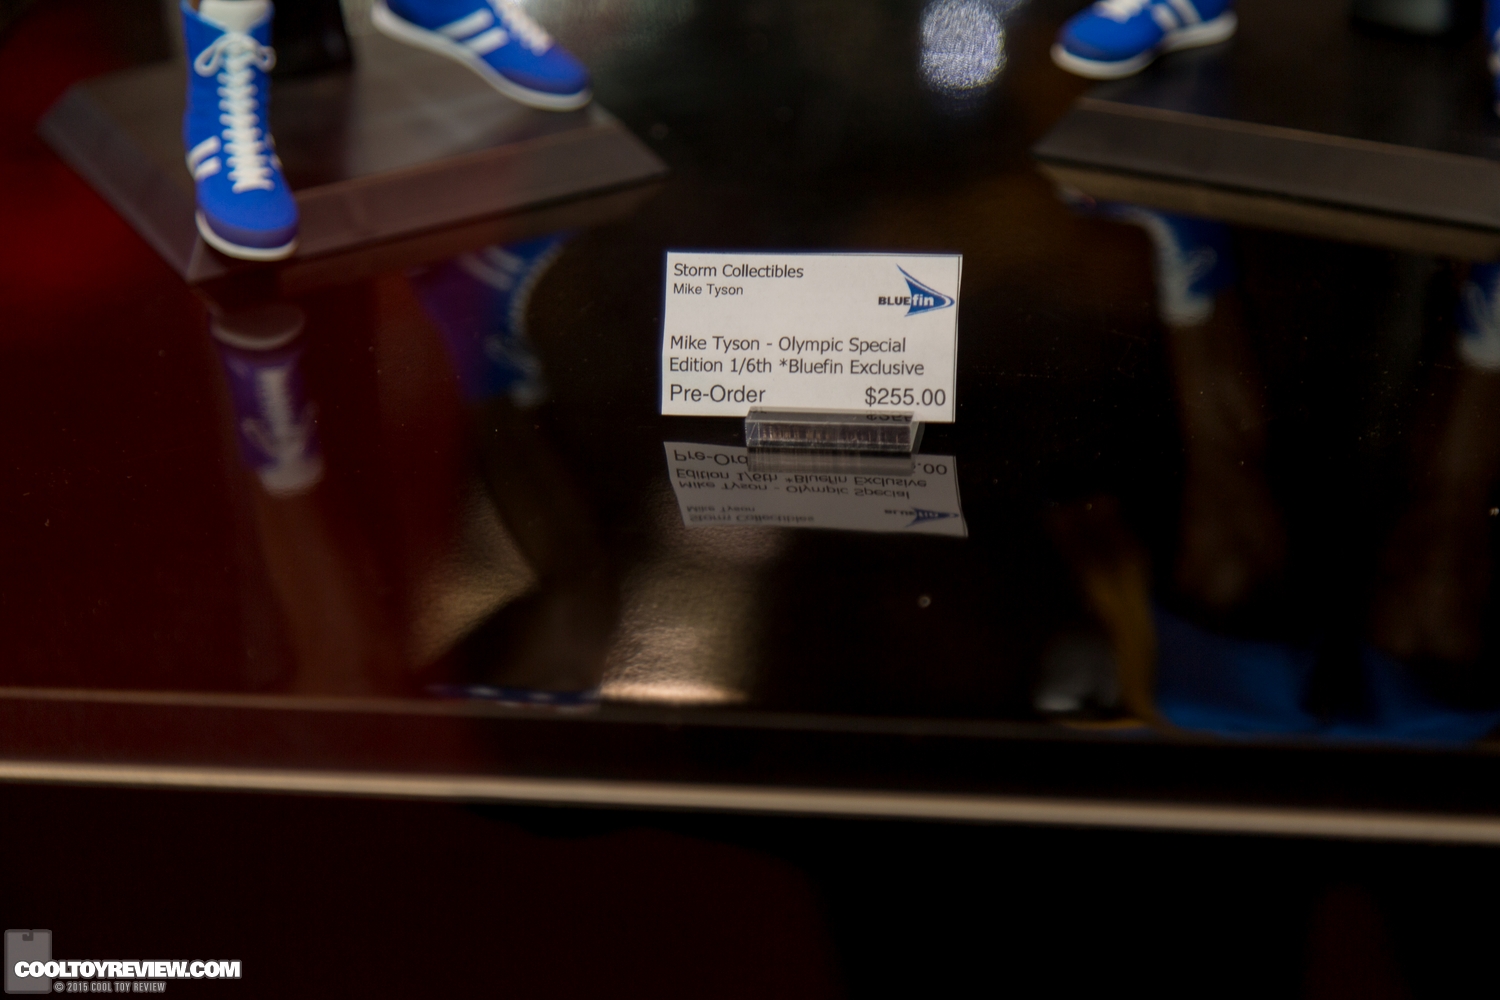 Storm Collectibles
Mike Tyson
BLUEfin
Mike Tyson - Olympic Special
Edition 1/6th *Bluefin Exclusive
Pre-Order $255.00
COOLTOYREVIEW.COM
© 2015 COOL TOY REVIEW